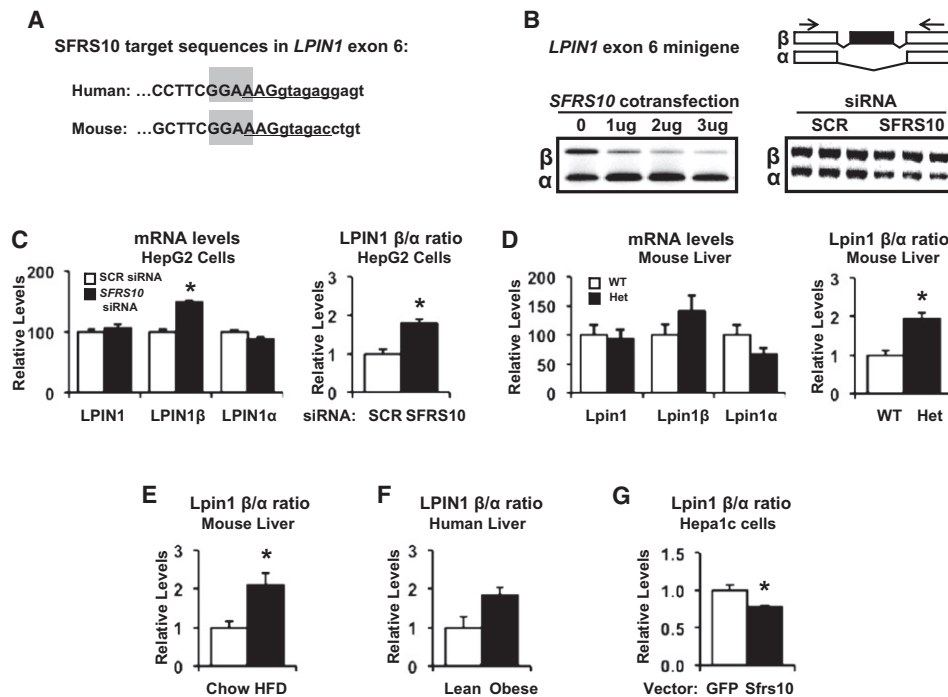 A
SFRS10 target sequences in LPIN1 exon 6:
Human: ...CCTTCGGAAAAGgtagaggagt
Mouse: ...GCTTCGGAAAAGgtagacctgt
B
LPIN1 exon 6 minigene
β
α
SFRS10 cotransfection
0 1ug 2ug 3ug
β
α
siRNA
SCR SFRS10
β
α
C
mRNA levels
HepG2 Cells
Relative Levels
200
100
0
SCR siRNA
SFRS10
siRNA
*
LPIN1 LPIN1β LPIN1α
LPIN1 β/α ratio
HepG2 Cells
Relative Levels
3
2
1
0
*
siRNA: SCR SFRS10
D
mRNA levels
Mouse Liver
Relative Levels
200
150
100
50
0
WT
Het
Lpin1 Lpin1β Lpin1α
Lpin1 β/α ratio
Mouse Liver
Relative Levels
3
2
1
0
*
WT Het
E
Lpin1 β/α ratio
Mouse Liver
Relative Levels
3
2
1
0
*
Chow HFD
F
LPIN1 β/α ratio
Human Liver
Relative Levels
3
2
1
0
Lean Obese
G
Lpin1 β/α ratio
Hepa1c cells
Relative Levels
1.5
1.0
0.5
0.0
*
Vector: GFP Sfrs10